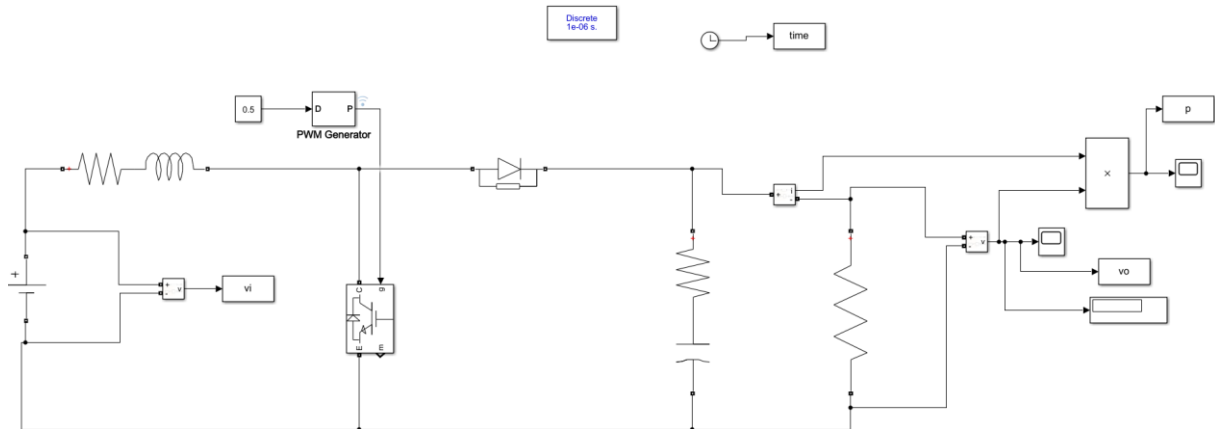 Discrete
1e-06 s.
time
0.5
D
P
PWM Generator
p
×
i
+
-
+
-
v
vo
+
+
-
v
vi
C
g
E
m